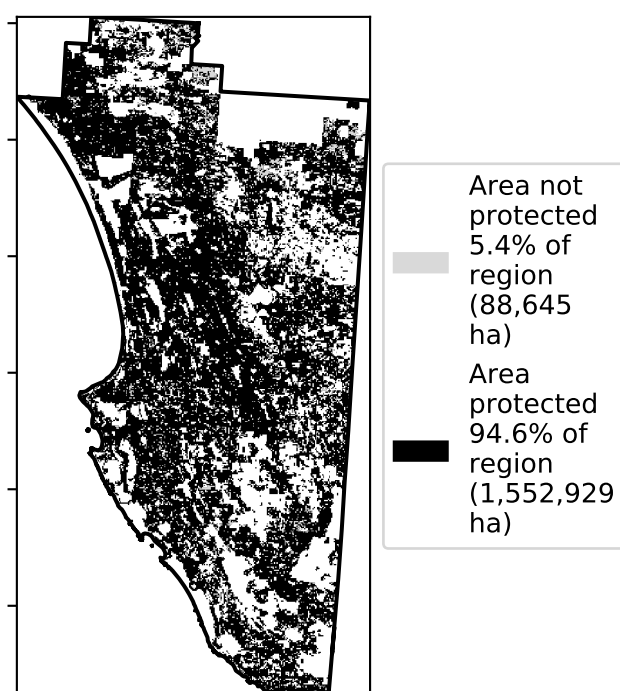 Area not
protected
5.4% of
region
(88,645
ha)
Area
protected
94.6% of
region
(1,552,929
ha)